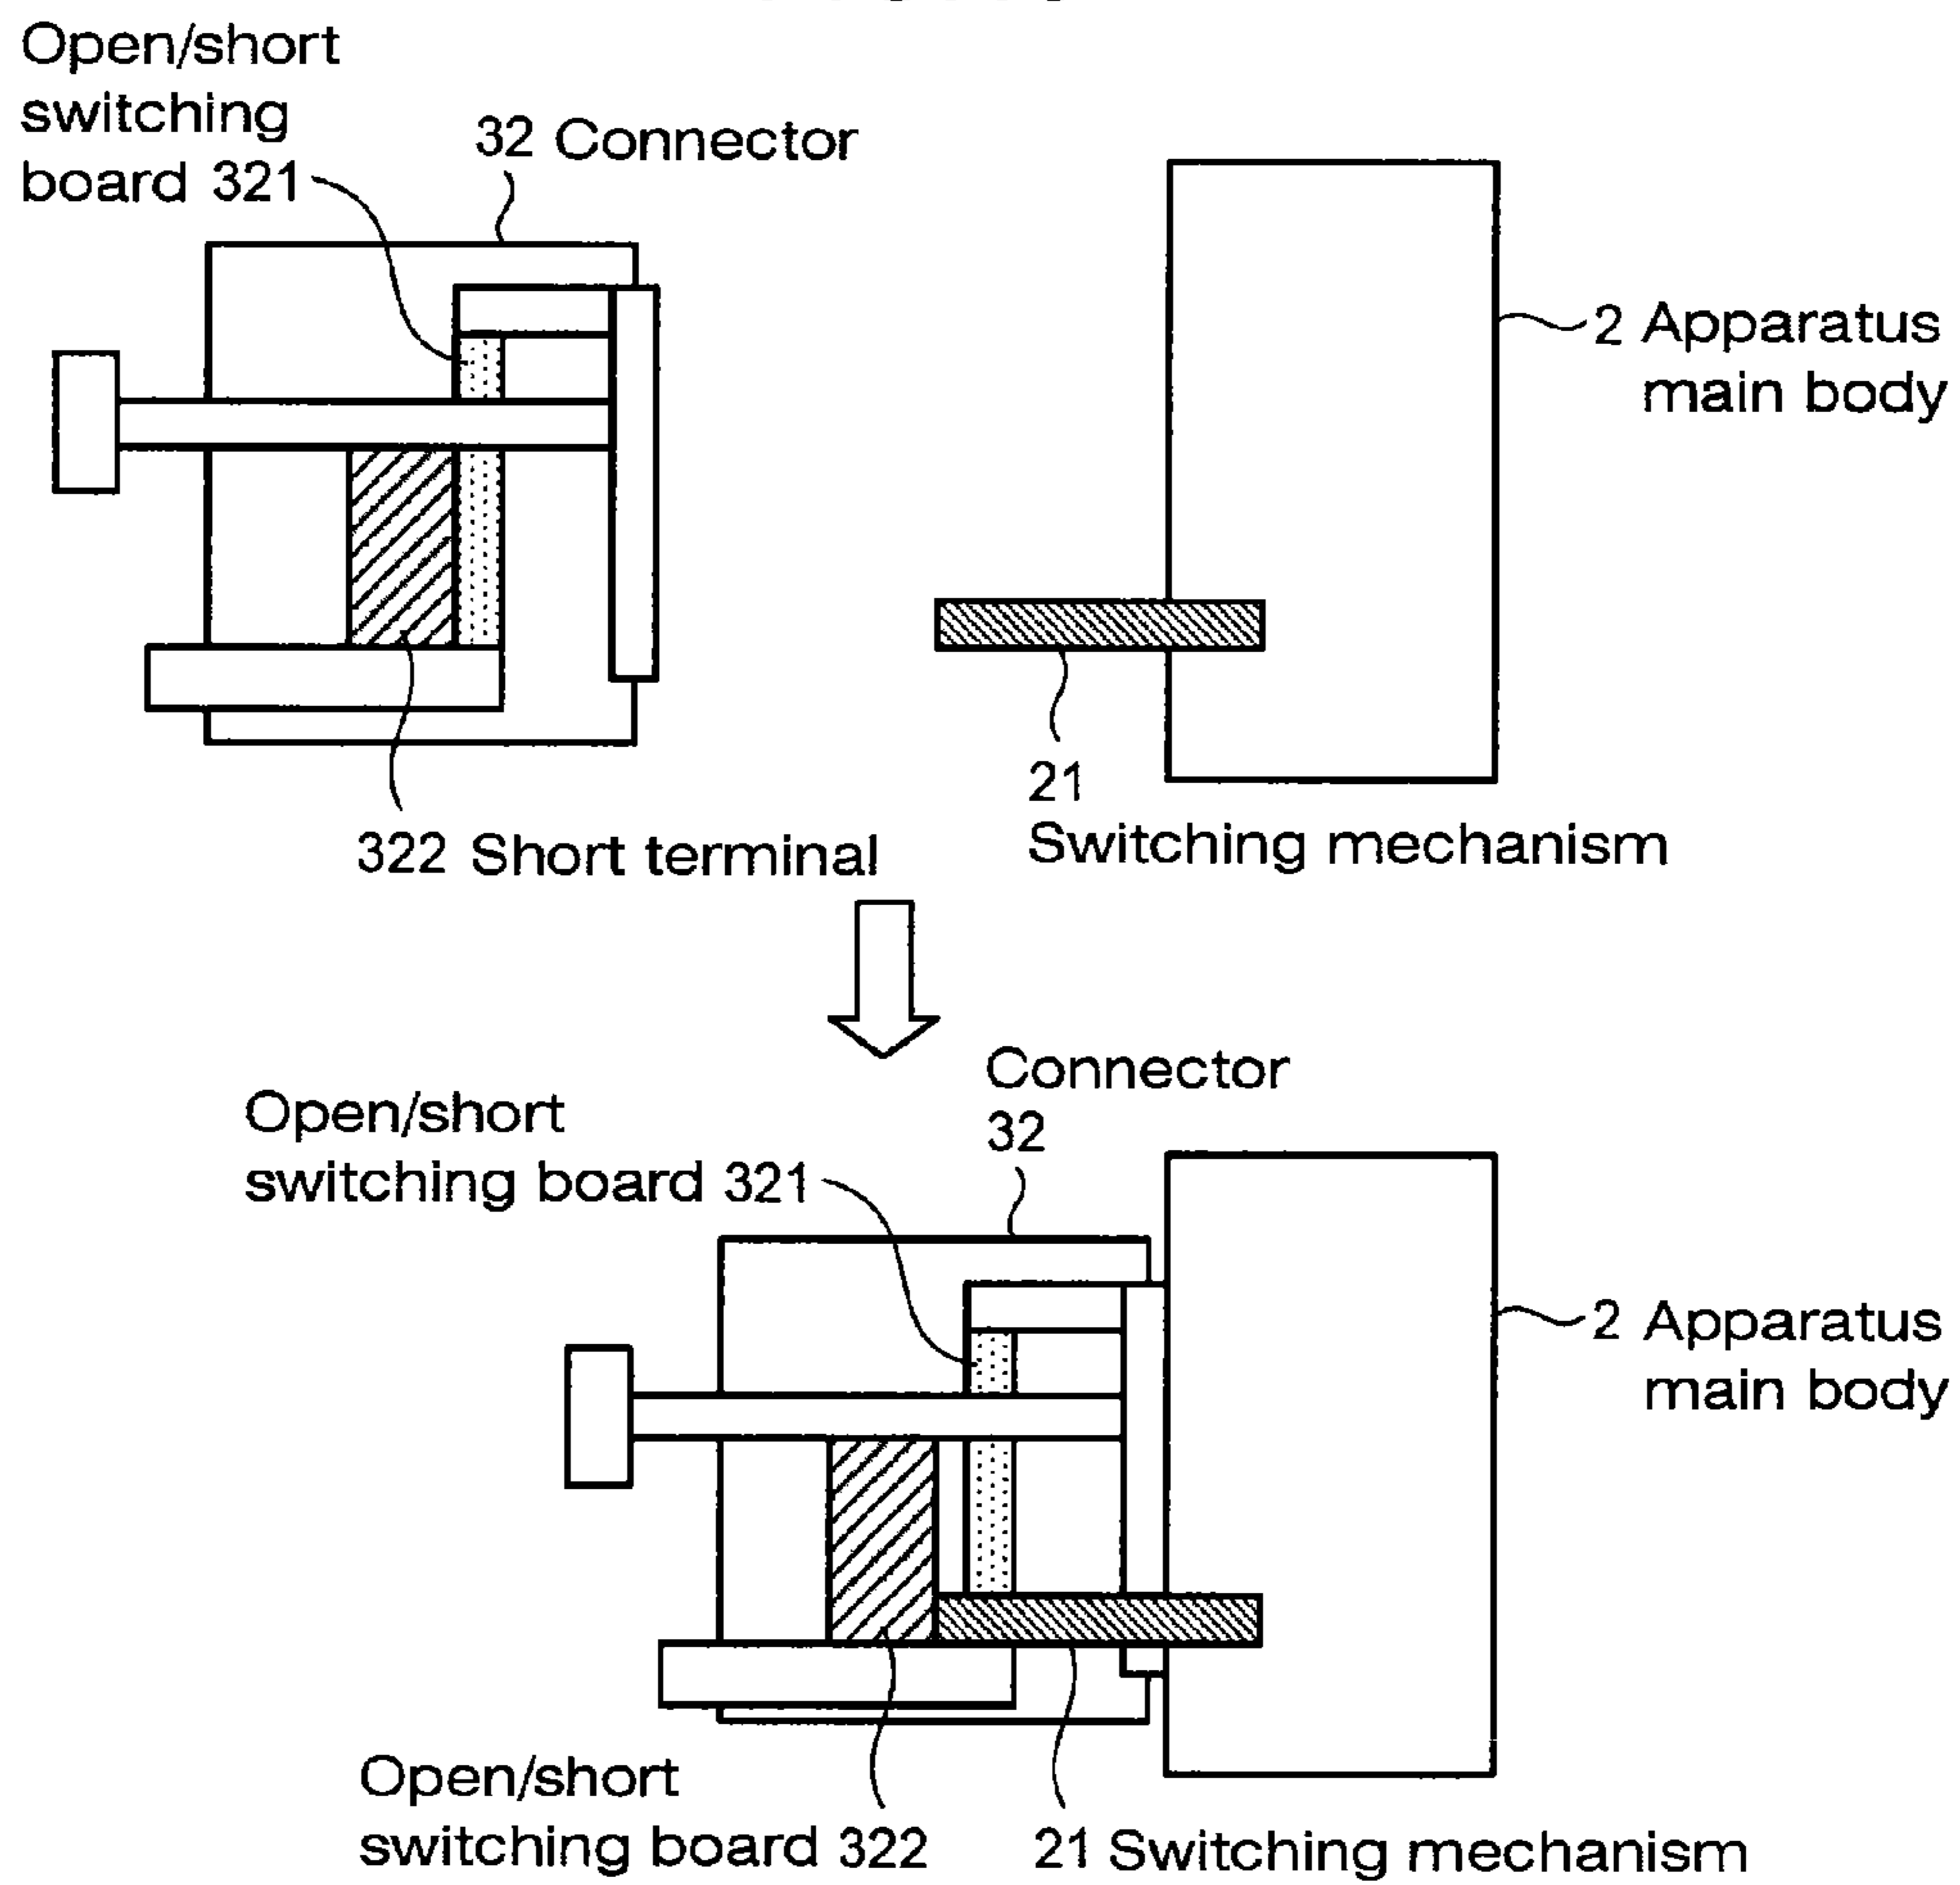 Open/short
switching
board 321
32 Connector
2 Apparatus
main body
21
Switching mechanism
322 Short terminal
Connector
32
Open/short
switching board 321
2 Apparatus
main body
Open/short
switching board 322
21 Switching mechanism